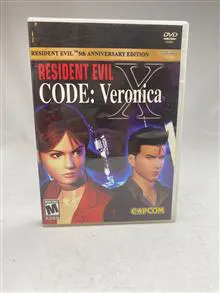 DVD
RESIDENT EVIL™ 5th ANNIVERSARY EDITION
RESIDENT EVIL
X
CODE: Veronica
M
CAPCOM